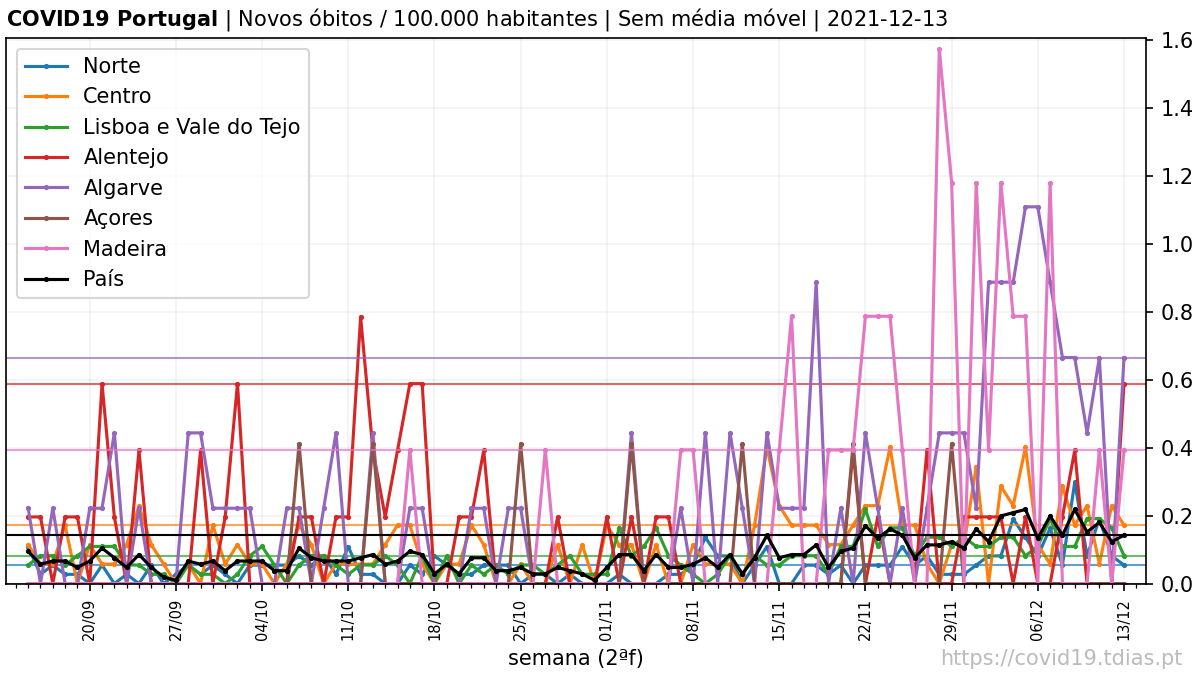 COVID19 Portugal | Novos óbitos / 100.000 habitantes | Sem média móvel | 2021-12-13
Norte
Centro
Lisboa e Vale do Tejo
Alentejo
Algarve
Açores
Madeira
País
1.6
1.4
1.2
1.0
0.8
0.6
0.4
0.2
0.0
20/09 27/09 04/10 11/10 18/10 25/10 01/11 08/11 15/11 22/11 29/11 06/12 13/12
semana (2ªf)
https://covid19.tdias.pt